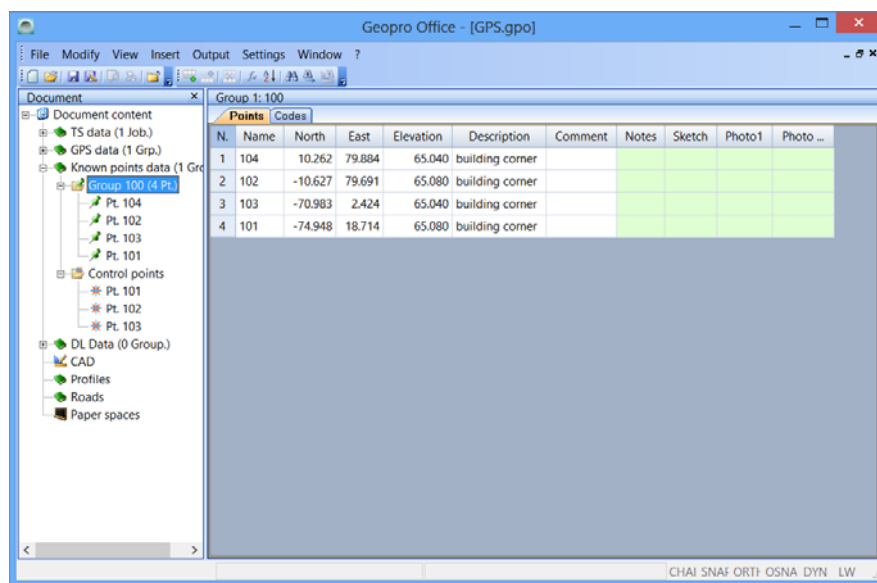 Geopro Office - [GPS.gpo]
File Modify View Insert Output Settings Window ?
Document
Group 1: 100
Document content
TS data (1 Job.)
GPS data (1 Grp.)
Known points data (1 Grc
Group 100 (4 Pt.)
Pt. 104
Pt. 102
Pt. 103
Pt. 101
Control points
Pt. 101
Pt. 102
Pt. 103
DL Data (0 Group.)
CAD
Profiles
Roads
Paper spaces
Points Codes
N. Name North East Elevation Description Comment Notes Sketch Photo1 Photo ...
1 104 10.262 79.884 65.040 building corner
2 102 -10.627 79.691 65.080 building corner
3 103 -70.983 2.424 65.040 building corner
4 101 -74.948 18.714 65.080 building corner
CHAI SNAF ORTH OSNA DYN LW